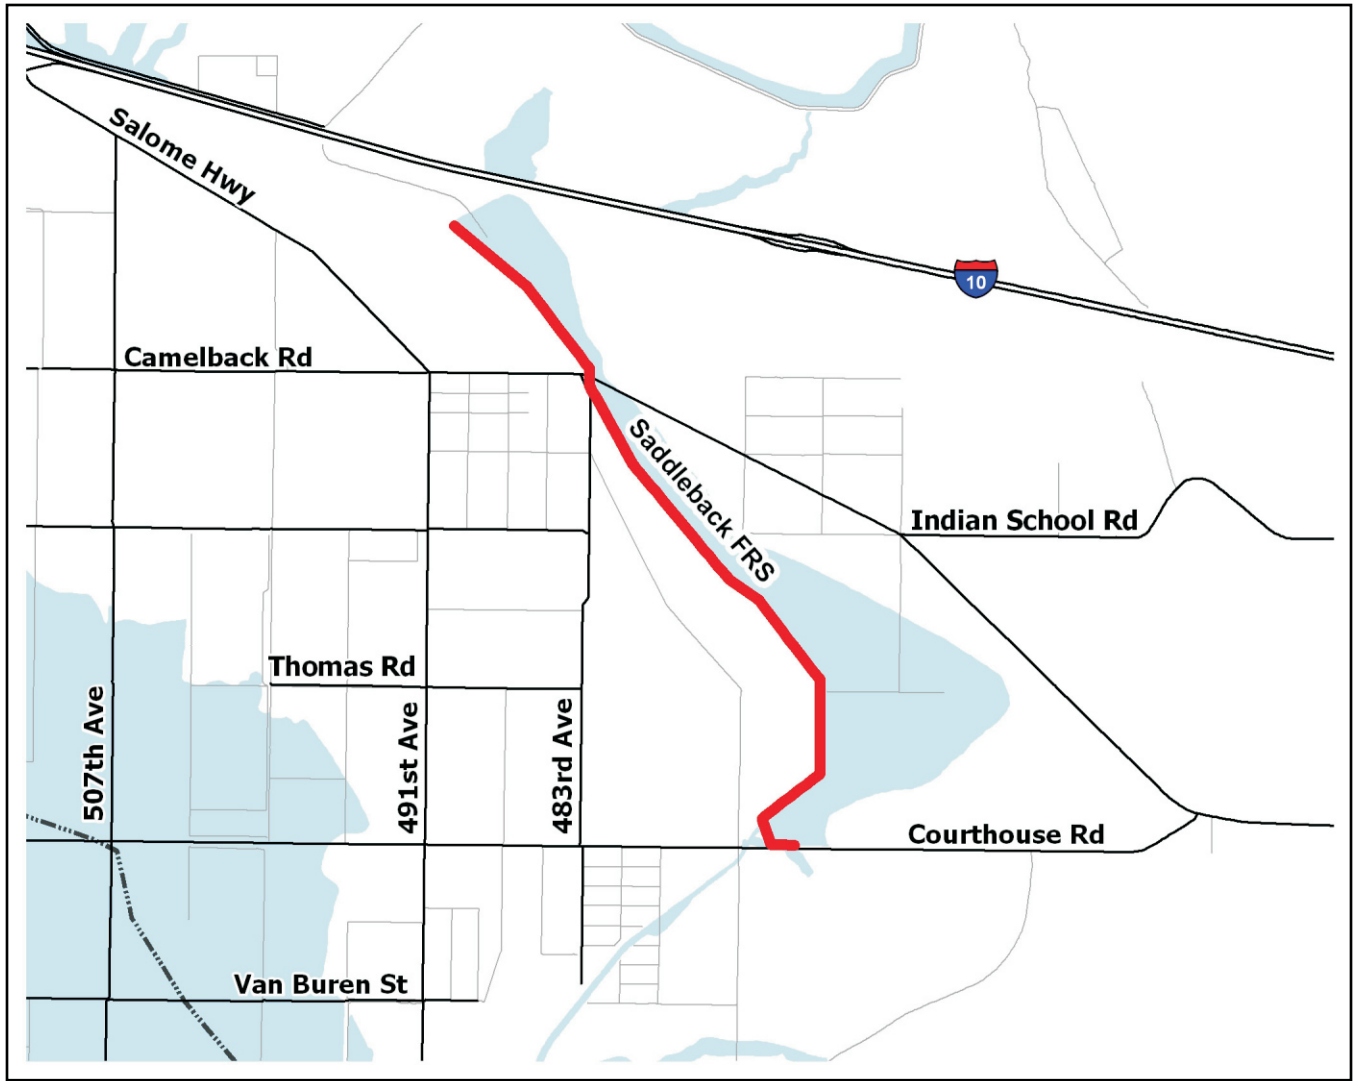 Salome Hwy
10
Camelback Rd
Saddleback FRS
Indian School Rd
Thomas Rd
507th Ave
491st Ave
483rd Ave
Courthouse Rd
Van Buren St